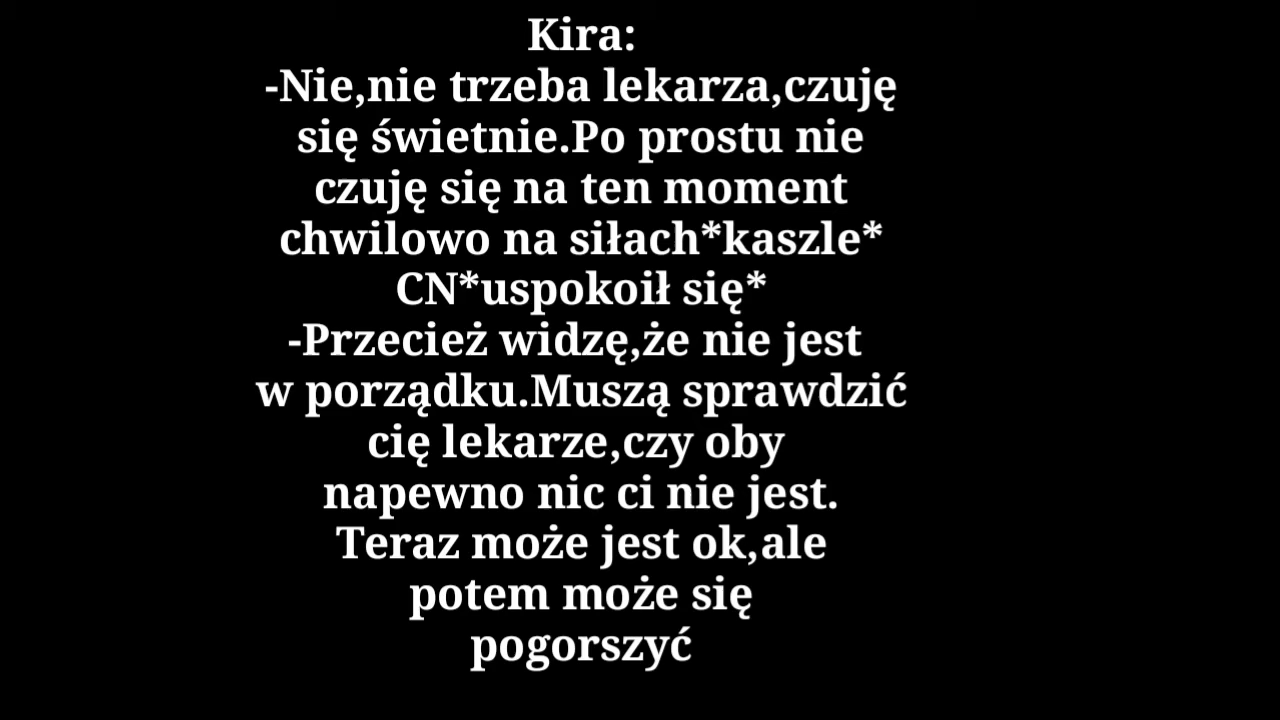 Kira:
-Nie,nie trzeba lekarza,czuję
się świetnie.Po prostu nie
czuję się na ten moment
chwilowo na siłach*kaszle*
CN*uspokoił się*
-Przecież widzę,że nie jest
w porządku.Muszą sprawdzić
cię lekarze,czy oby
napewno nic ci nie jest.
Teraz może jest ok,ale
potem może się
pogorszyć